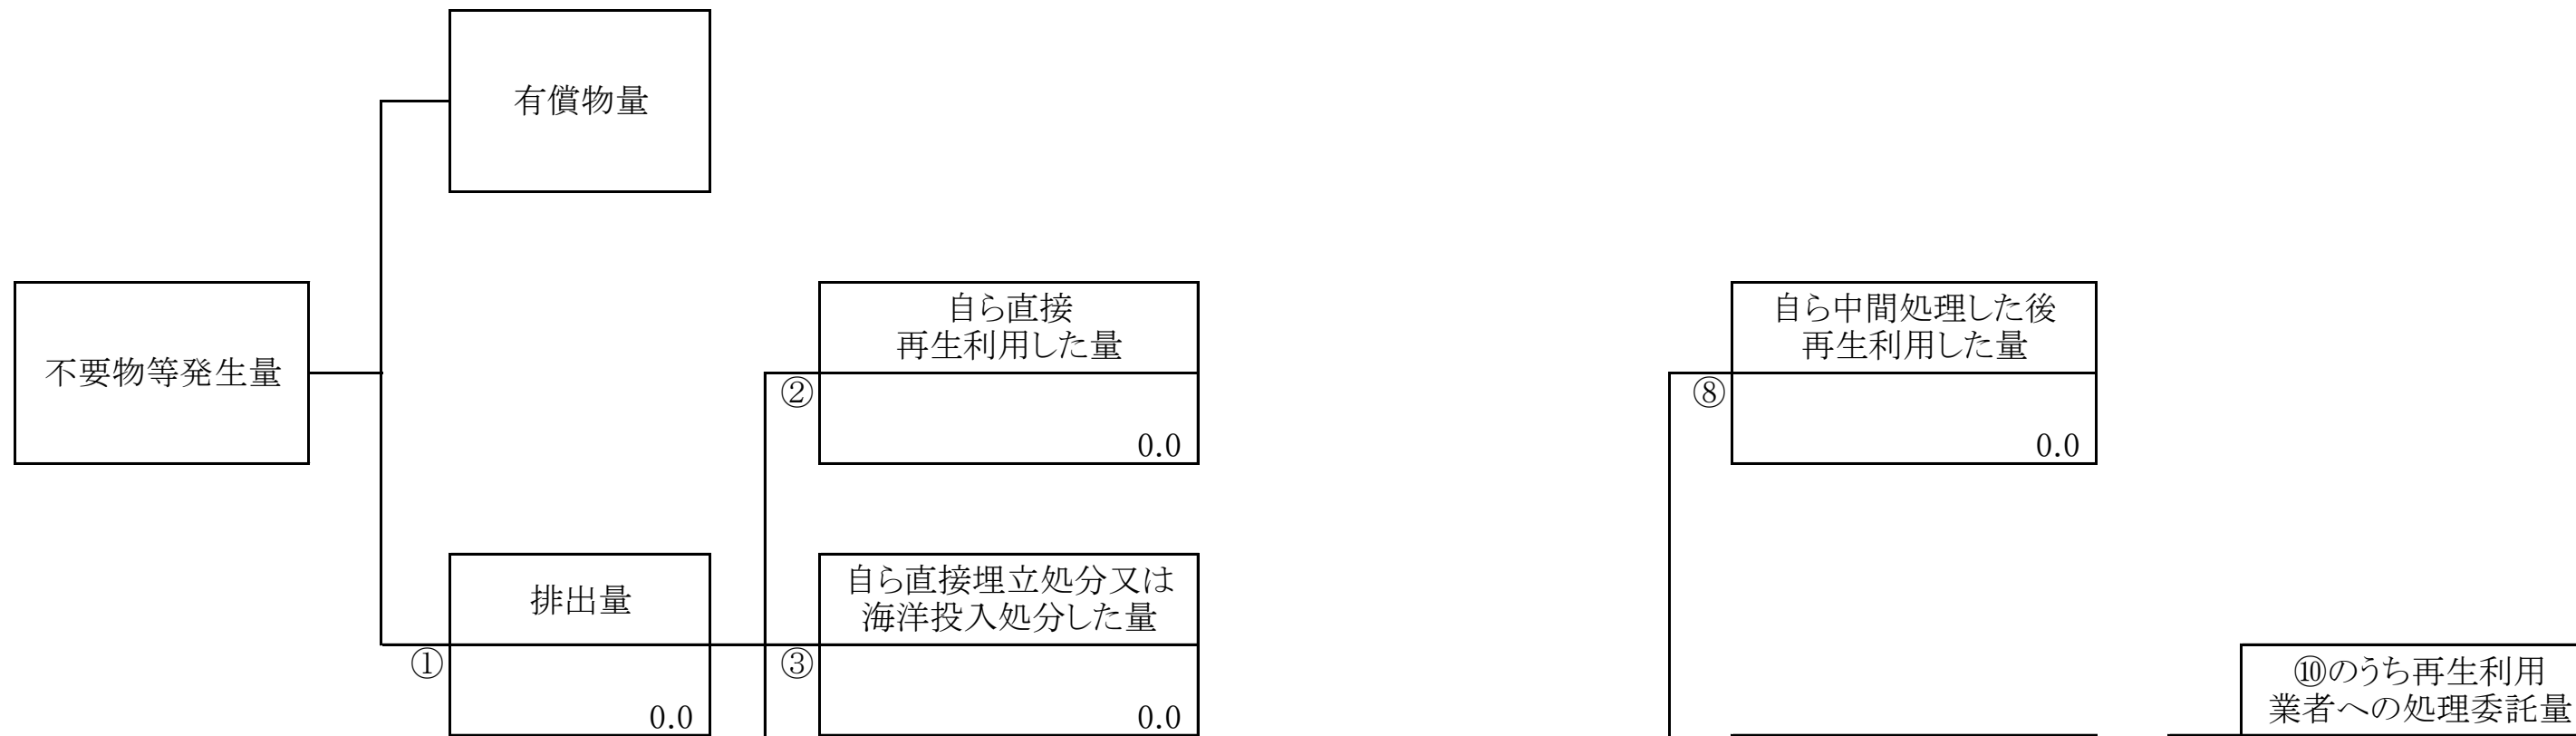 有償物量
不要物等発生量
自ら直接
再生利用した量
②
0.0
自ら中間処理した後
再生利用した量
⑧
0.0
排出量
①
0.0
自ら直接埋立処分又は
海洋投入処分した量
③
0.0
⑩のうち再生利用
業者への処理委託量